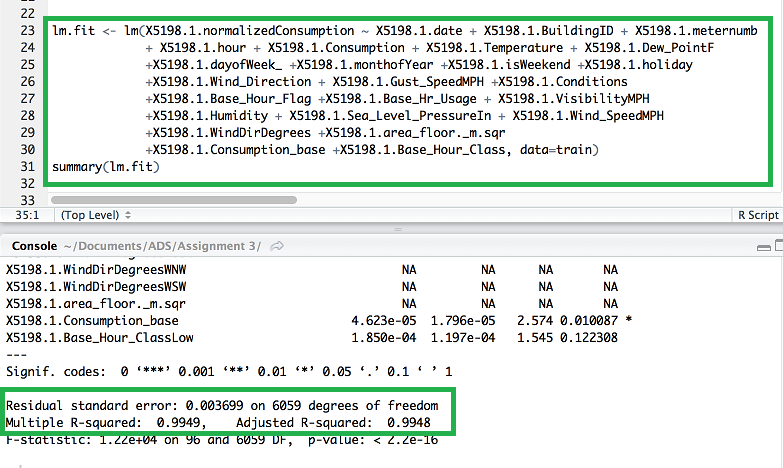 22
23 lm.fit <- lm(X5198.1.normalizedConsumption ~ X5198.1.date + X5198.1.BuildingID + X5198.1.meternumb
24 + X5198.1.hour + X5198.1.Consumption + X5198.1.Temperature + X5198.1.Dew_PointF
25 +X5198.1.dayofWeek_ +X5198.1.monthofYear +X5198.1.isWeekend +X5198.1.holiday
26 +X5198.1.Wind_Direction + X5198.1.Gust_SpeedMPH +X5198.1.Conditions
27 +X5198.1.Base_Hour_Flag +X5198.1.Base_Hr_Usage + X5198.1.VisibilityMPH
28 +X5198.1.Humidity + X5198.1.Sea_Level_PressureIn + X5198.1.Wind_SpeedMPH
29 +X5198.1.WindDirDegrees +X5198.1.area_floor._m.sqr
30 +X5198.1.Consumption_base +X5198.1.Base_Hour_Class, data=train)
31 summary(lm.fit)
32
33
35:1 (Top Level) R Script
Console ~/Documents/ADS/Assignment 3/
X5198.1.WindDirDegreesWNW NA NA NA NA
X5198.1.WindDirDegreesWSW NA NA NA NA
X5198.1.area_floor._m.sqr NA NA NA NA
X5198.1.Consumption_base 4.623e-05 1.796e-05 2.574 0.010087 *
X5198.1.Base_Hour_ClassLow 1.850e-04 1.197e-04 1.545 0.122308
---
Signif. codes: 0 ‘***’ 0.001 ‘**’ 0.01 ‘*’ 0.05 ‘.’ 0.1 ‘ ’ 1
Residual standard error: 0.003699 on 6059 degrees of freedom
Multiple R-squared: 0.9949, Adjusted R-squared: 0.9948
F-statistic: 1.22e+04 on 96 and 6059 DF, p-value: < 2.2e-16